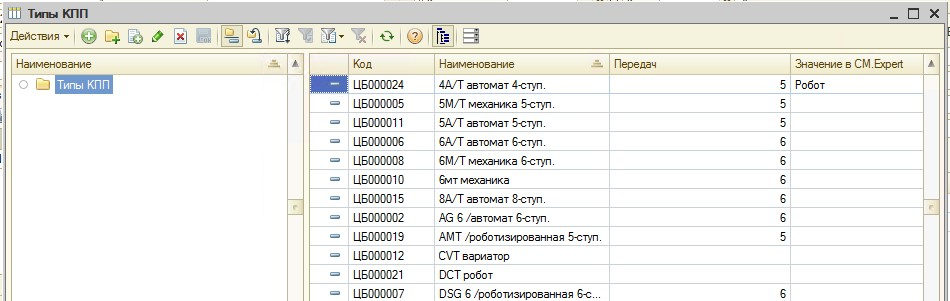 Типы КПП
Действия
Наименование
Типы КПП
Код Наименование Передач Значение в CM.Expert
ЦБ000024 4A/T автомат 4-ступ. 5 Робот
ЦБ000005 5M/T механика 5-ступ. 5
ЦБ000011 5A/T автомат 5-ступ. 5
ЦБ000006 6A/T автомат 6-ступ. 6
ЦБ000008 6M/T механика 6-ступ. 6
ЦБ000010 6мт механика 6
ЦБ000015 8A/T автомат 8-ступ. 6
ЦБ000002 AG 6 /автомат 6-ступ. 6
ЦБ000019 AMT /роботизированная 5-ступ. 5
ЦБ000012 CVT вариатор
ЦБ000021 DCT робот
ЦБ000007 DSG 6 /роботизированная 6-с... 6